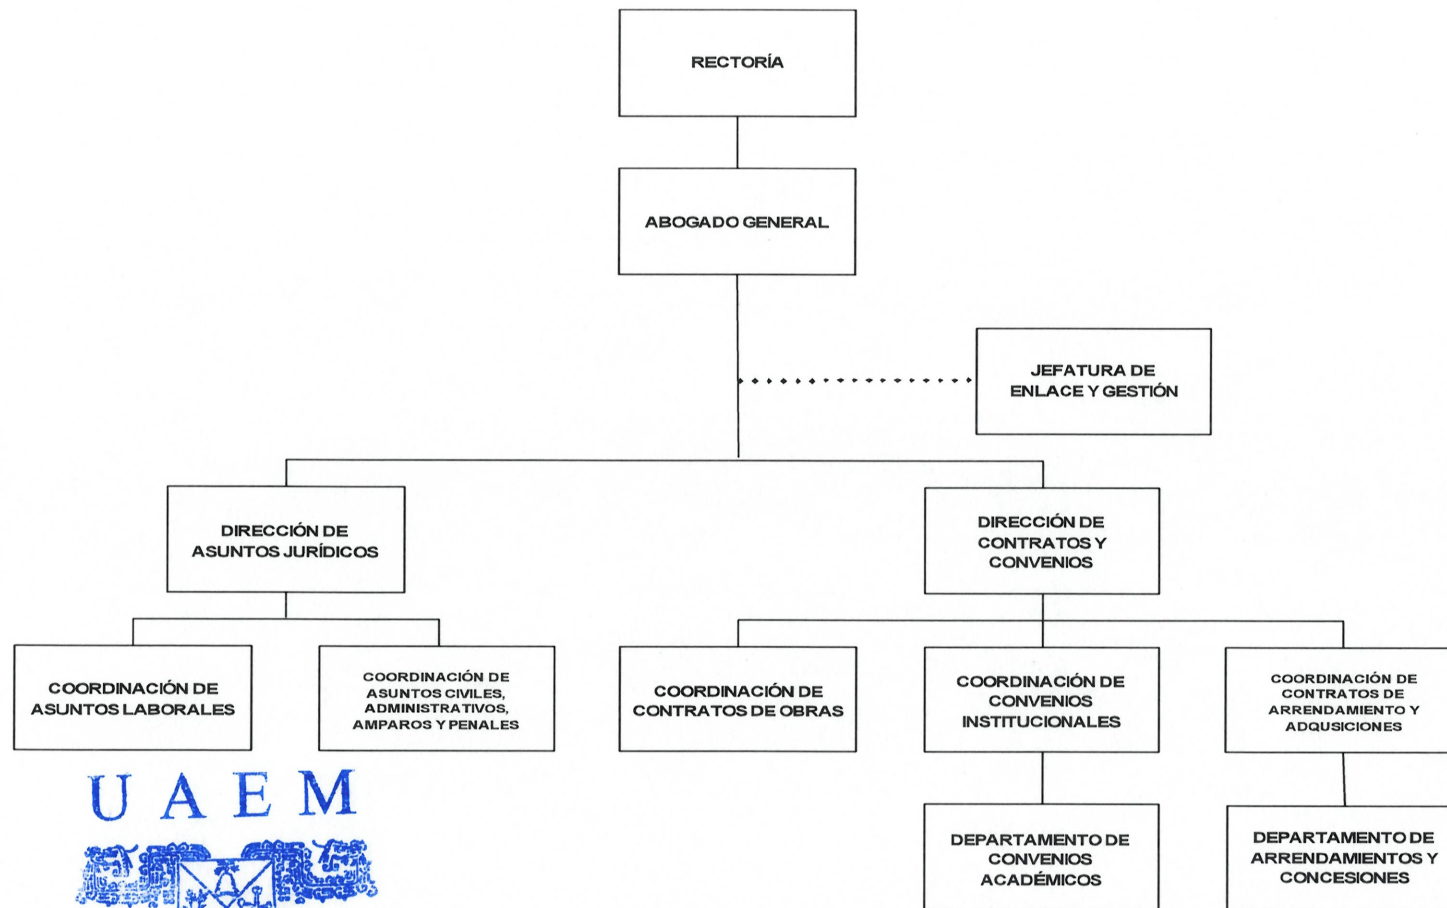 RECTORÍA
ABOGADO GENERAL
JEFATURA DE
ENLACE Y GESTIÓN
DIRECCIÓN DE
ASUNTOS JURÍDICOS
DIRECCIÓN DE
CONTRATOS Y
CONVENIOS
COORDINACIÓN DE
ASUNTOS LABORALES
COORDINACIÓN DE
ASUNTOS CIVILES,
ADMINISTRATIVOS,
AMPAROS Y PENALES
COORDINACIÓN DE
CONTRATOS DE OBRAS
COORDINACIÓN DE
CONVENIOS
INSTITUCIONALES
COORDINACIÓN DE
CONTRATOS DE
ARRENDAMIENTO Y
ADQUSICIONES
UAEM
DEPARTAMENTO DE
CONVENIOS
ACADÉMICOS
DEPARTAMENTO DE
ARRENDAMIENTOS Y
CONCESIONES